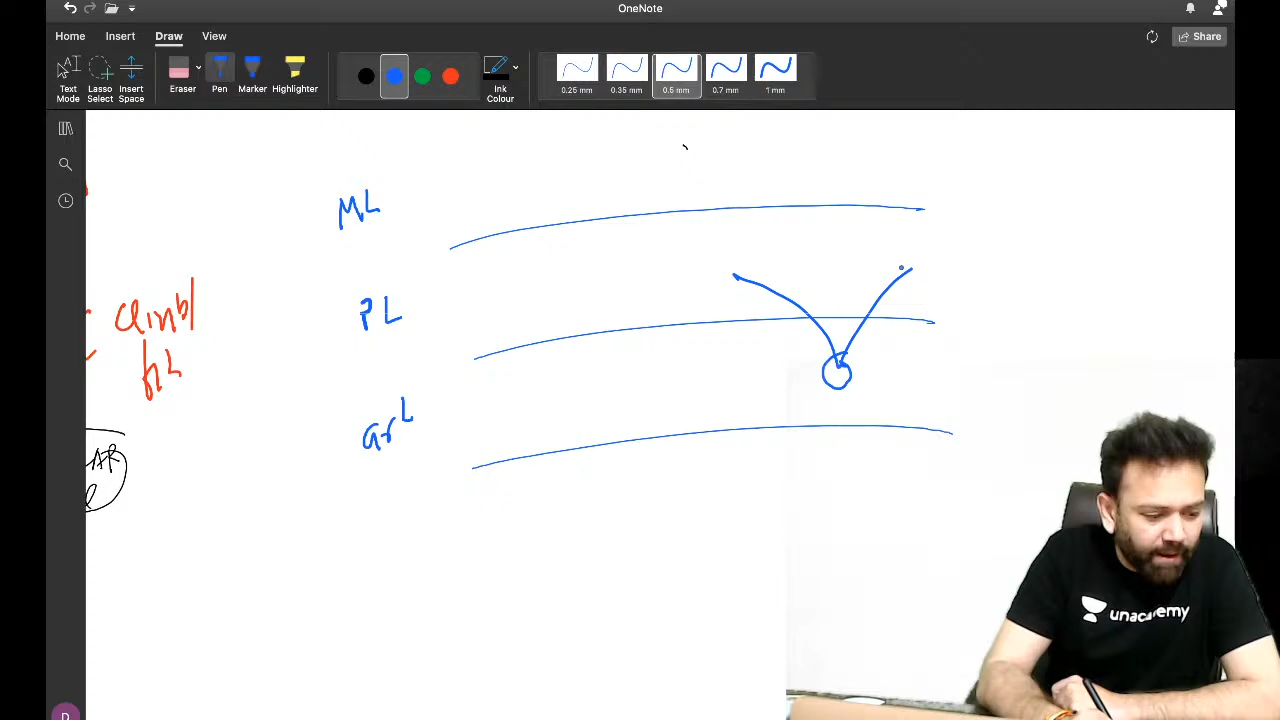 OneNote
Home Insert Draw View
Share
Text Mode
Lasso Select
Insert Space
Eraser
Pen
Marker
Highlighter
Ink Colour
0.25 mm
0.35 mm
0.5 mm
0.7 mm
1 mm
ML
PL
Climb
AR
unacademy
D